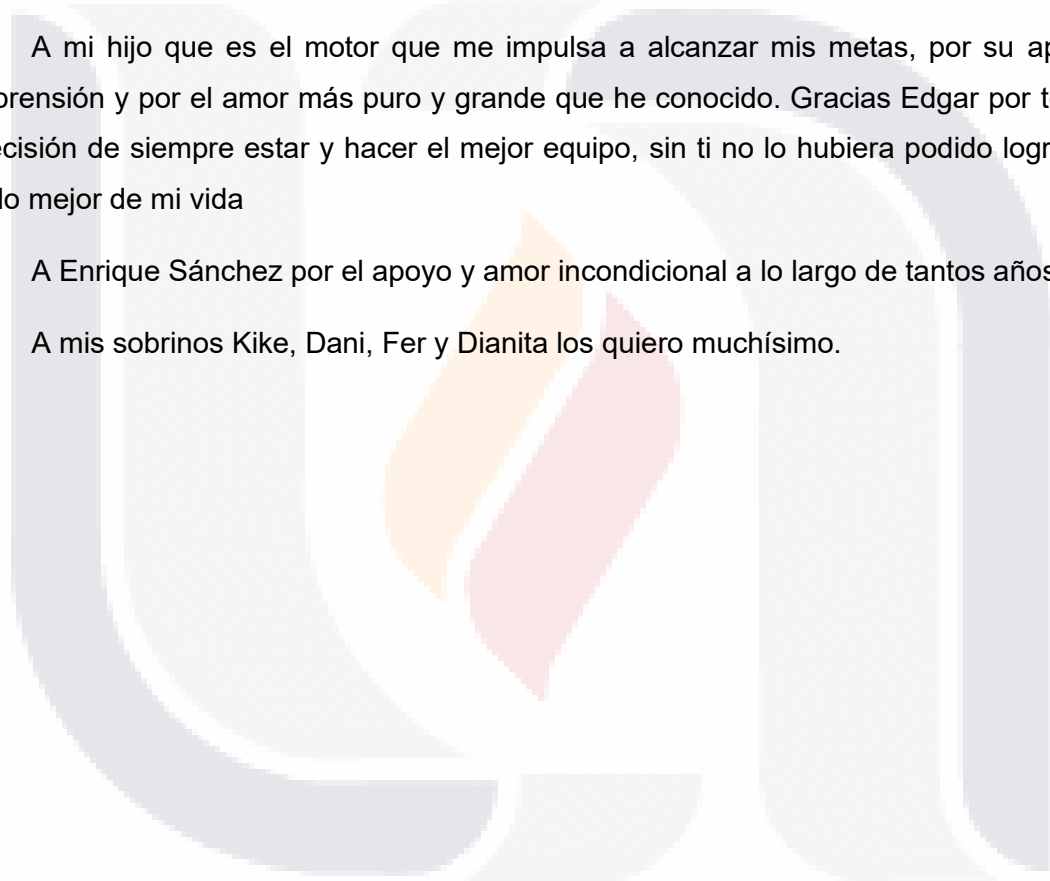 A mi hijo que es el motor que me impulsa a alcanzar mis metas, por su ap
prensión y por el amor más puro y grande que he conocido. Gracias Edgar por t
cisión de siempre estar y hacer el mejor equipo, sin ti no lo hubiera podido logr
lo mejor de mi vida
A Enrique Sánchez por el apoyo y amor incondicional a lo largo de tantos años
A mis sobrinos Kike, Dani, Fer y Dianita los quiero muchísimo.